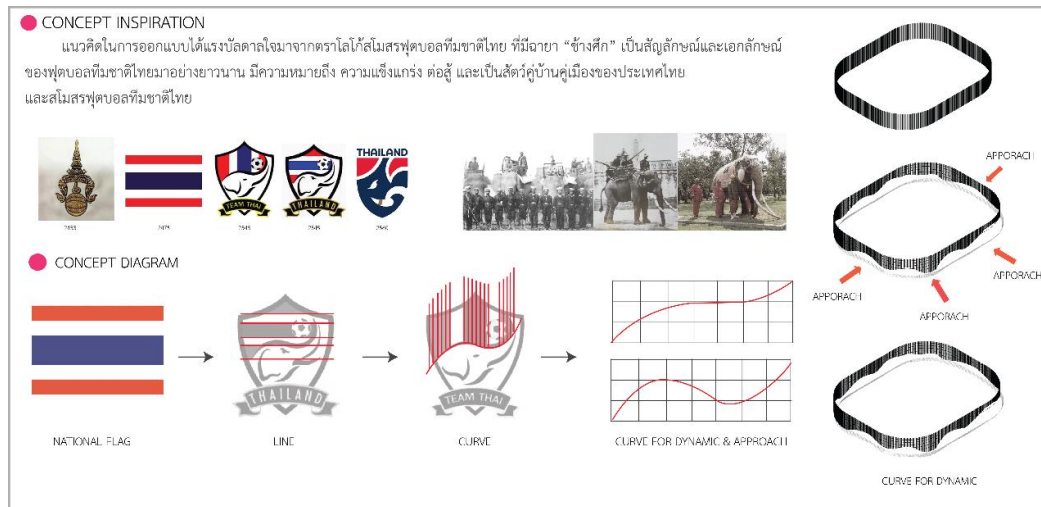 CONCEPT INSPIRATION
แนวคิดในการออกแบบได้แรงบัลดาลใจมาจากตราโลโก้สโมสรฟุตบอลทีมชาติไทย ที่มีฉายา “ช้างศึก” เป็นสัญลักษณ์และเอกลักษณ์
ของฟุตบอลทีมชาติไทยมาอย่างยาวนาน มีความหมายถึง ความแข็งแกร่ง ต่อสู้ และเป็นสัตว์คู่บ้านคู่เมืองของประเทศไทย
และสโมสรฟุตบอลทีมชาติไทย
TEAM THAI
THAILAND
THAILAND
APPORACH
APPORACH
APPORACH
APPORACH
CONCEPT DIAGRAM
THAILAND
TEAM THAI
NATIONAL FLAG
LINE
CURVE
CURVE FOR DYNAMIC & APPROACH
CURVE FOR DYNAMIC